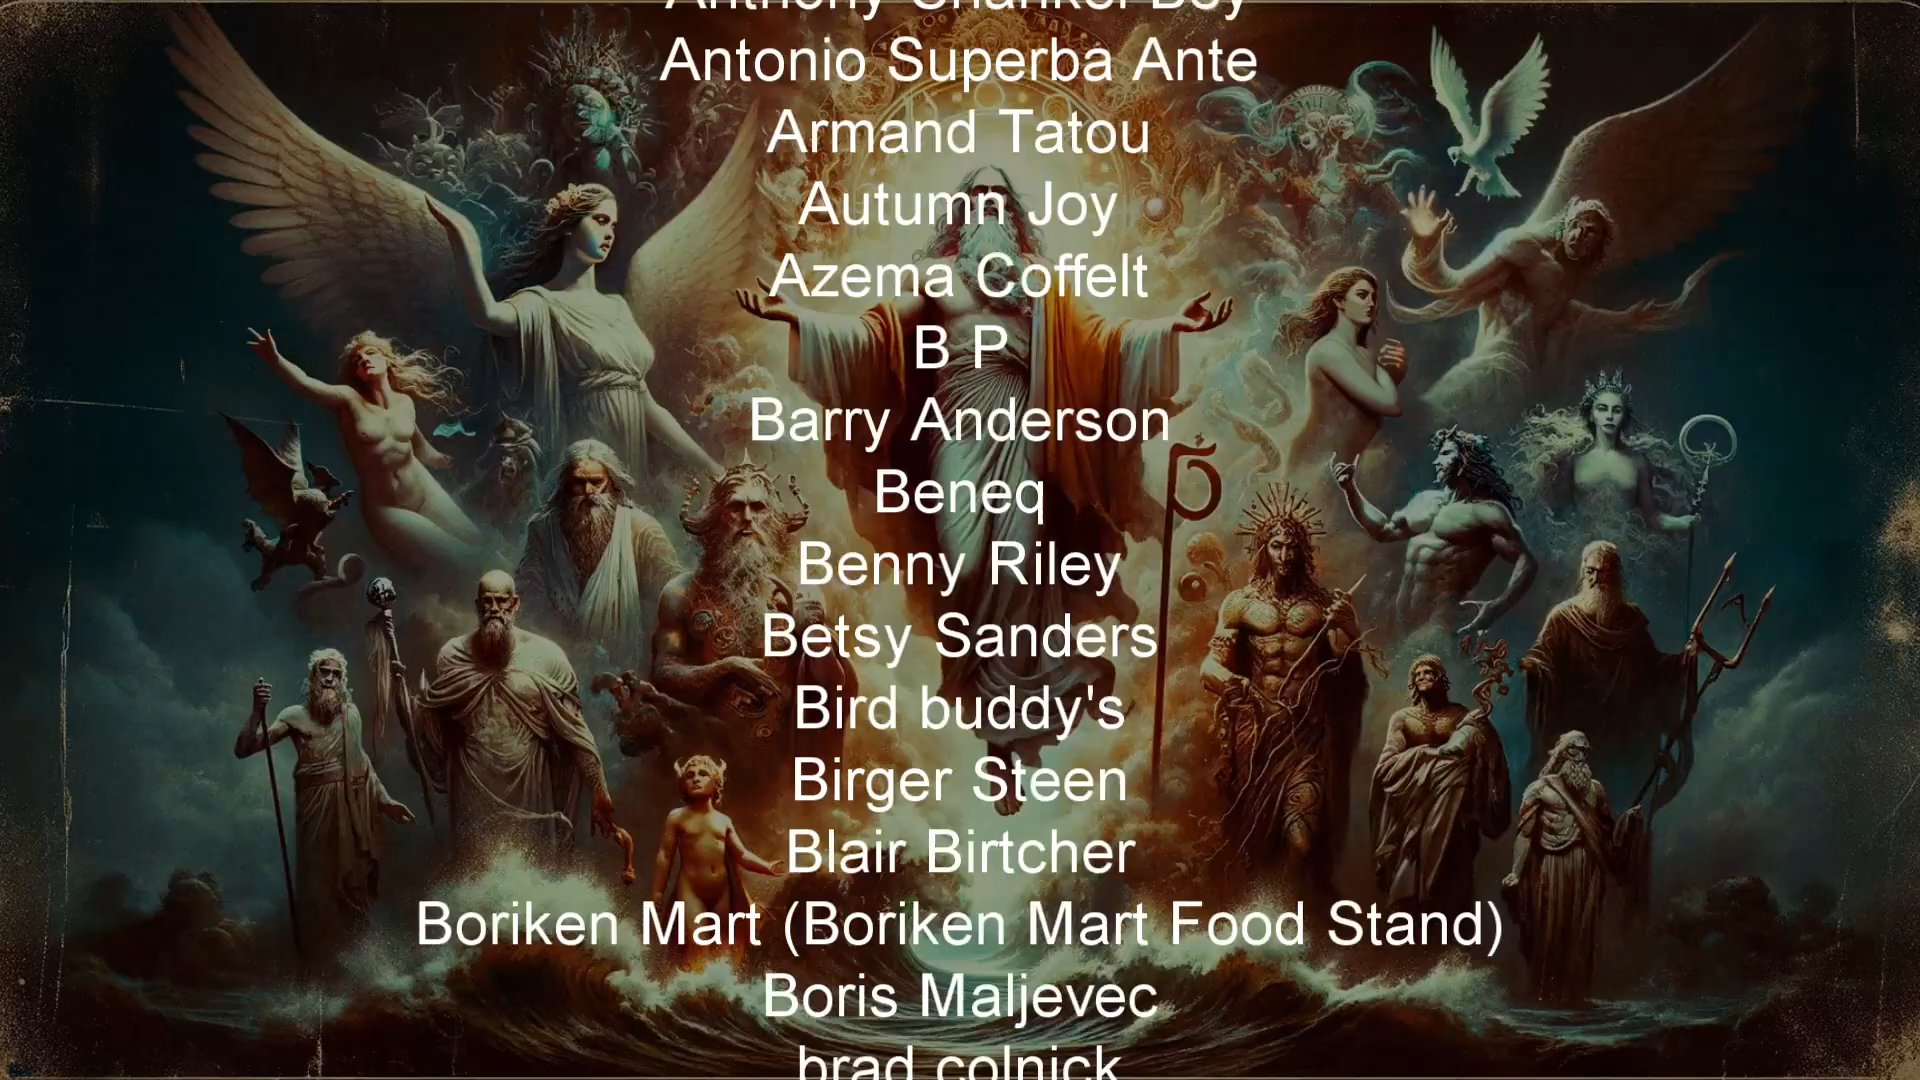 Antonio Superba Ante
Armand Tatou
Autumn Joy
Azema Coffelt
B P
Barry Anderson
Beneq
Benny Riley
Betsy Sanders
Bird buddy's
Birger Steen
Blair Birtcher
Boriken Mart (Boriken Mart Food Stand)
Boris Maljevec
brad colnick